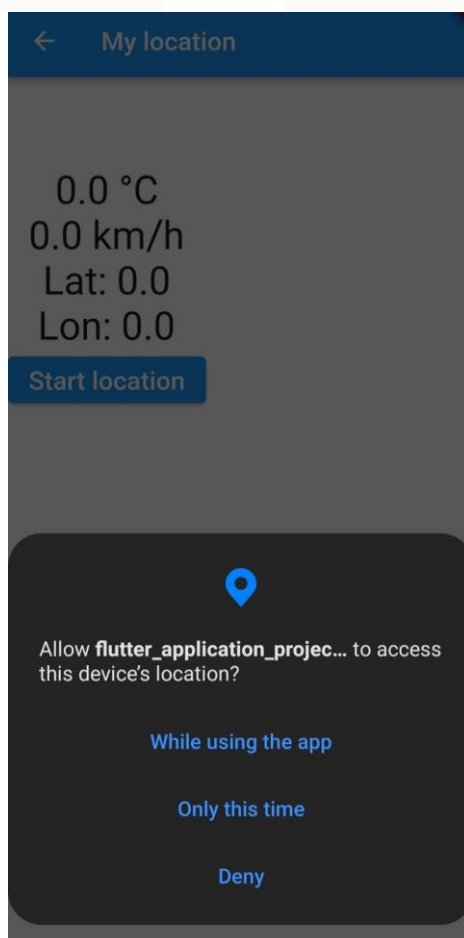 My location
0.0 °C
0.0 km/h
Lat: 0.0
Lon: 0.0
Start location
Allow flutter_application_projec... to access
this device's location?
While using the app
Only this time
Deny